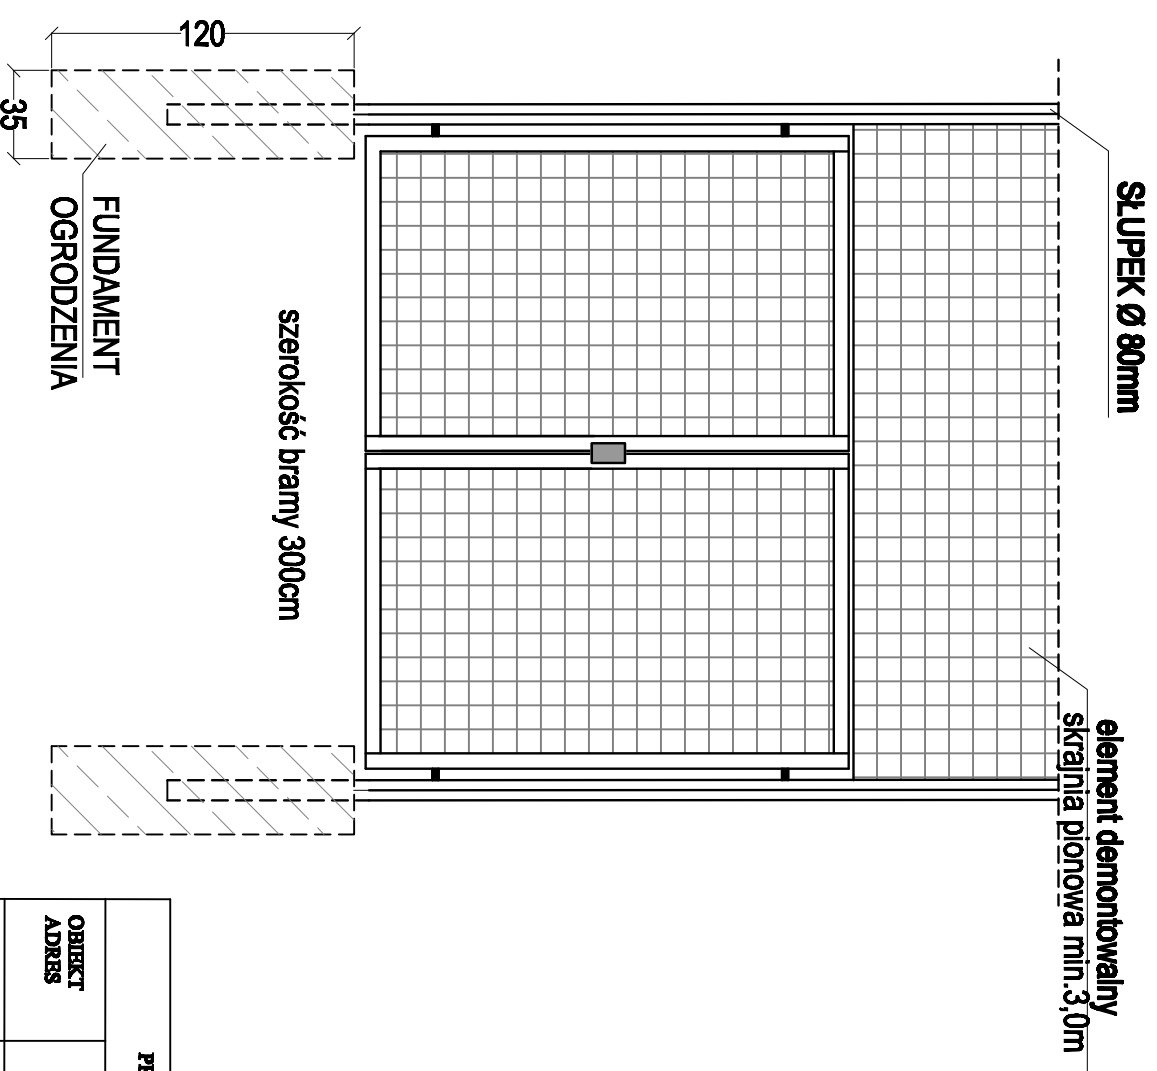 SŁUPEK Ø 80mm
element demontowalny
skrajnia pionowa min.3,0m
szerokość bramy 300cm
120
35
FUNDAMENT
OGRODZENIA
OBIEKT
ADRES